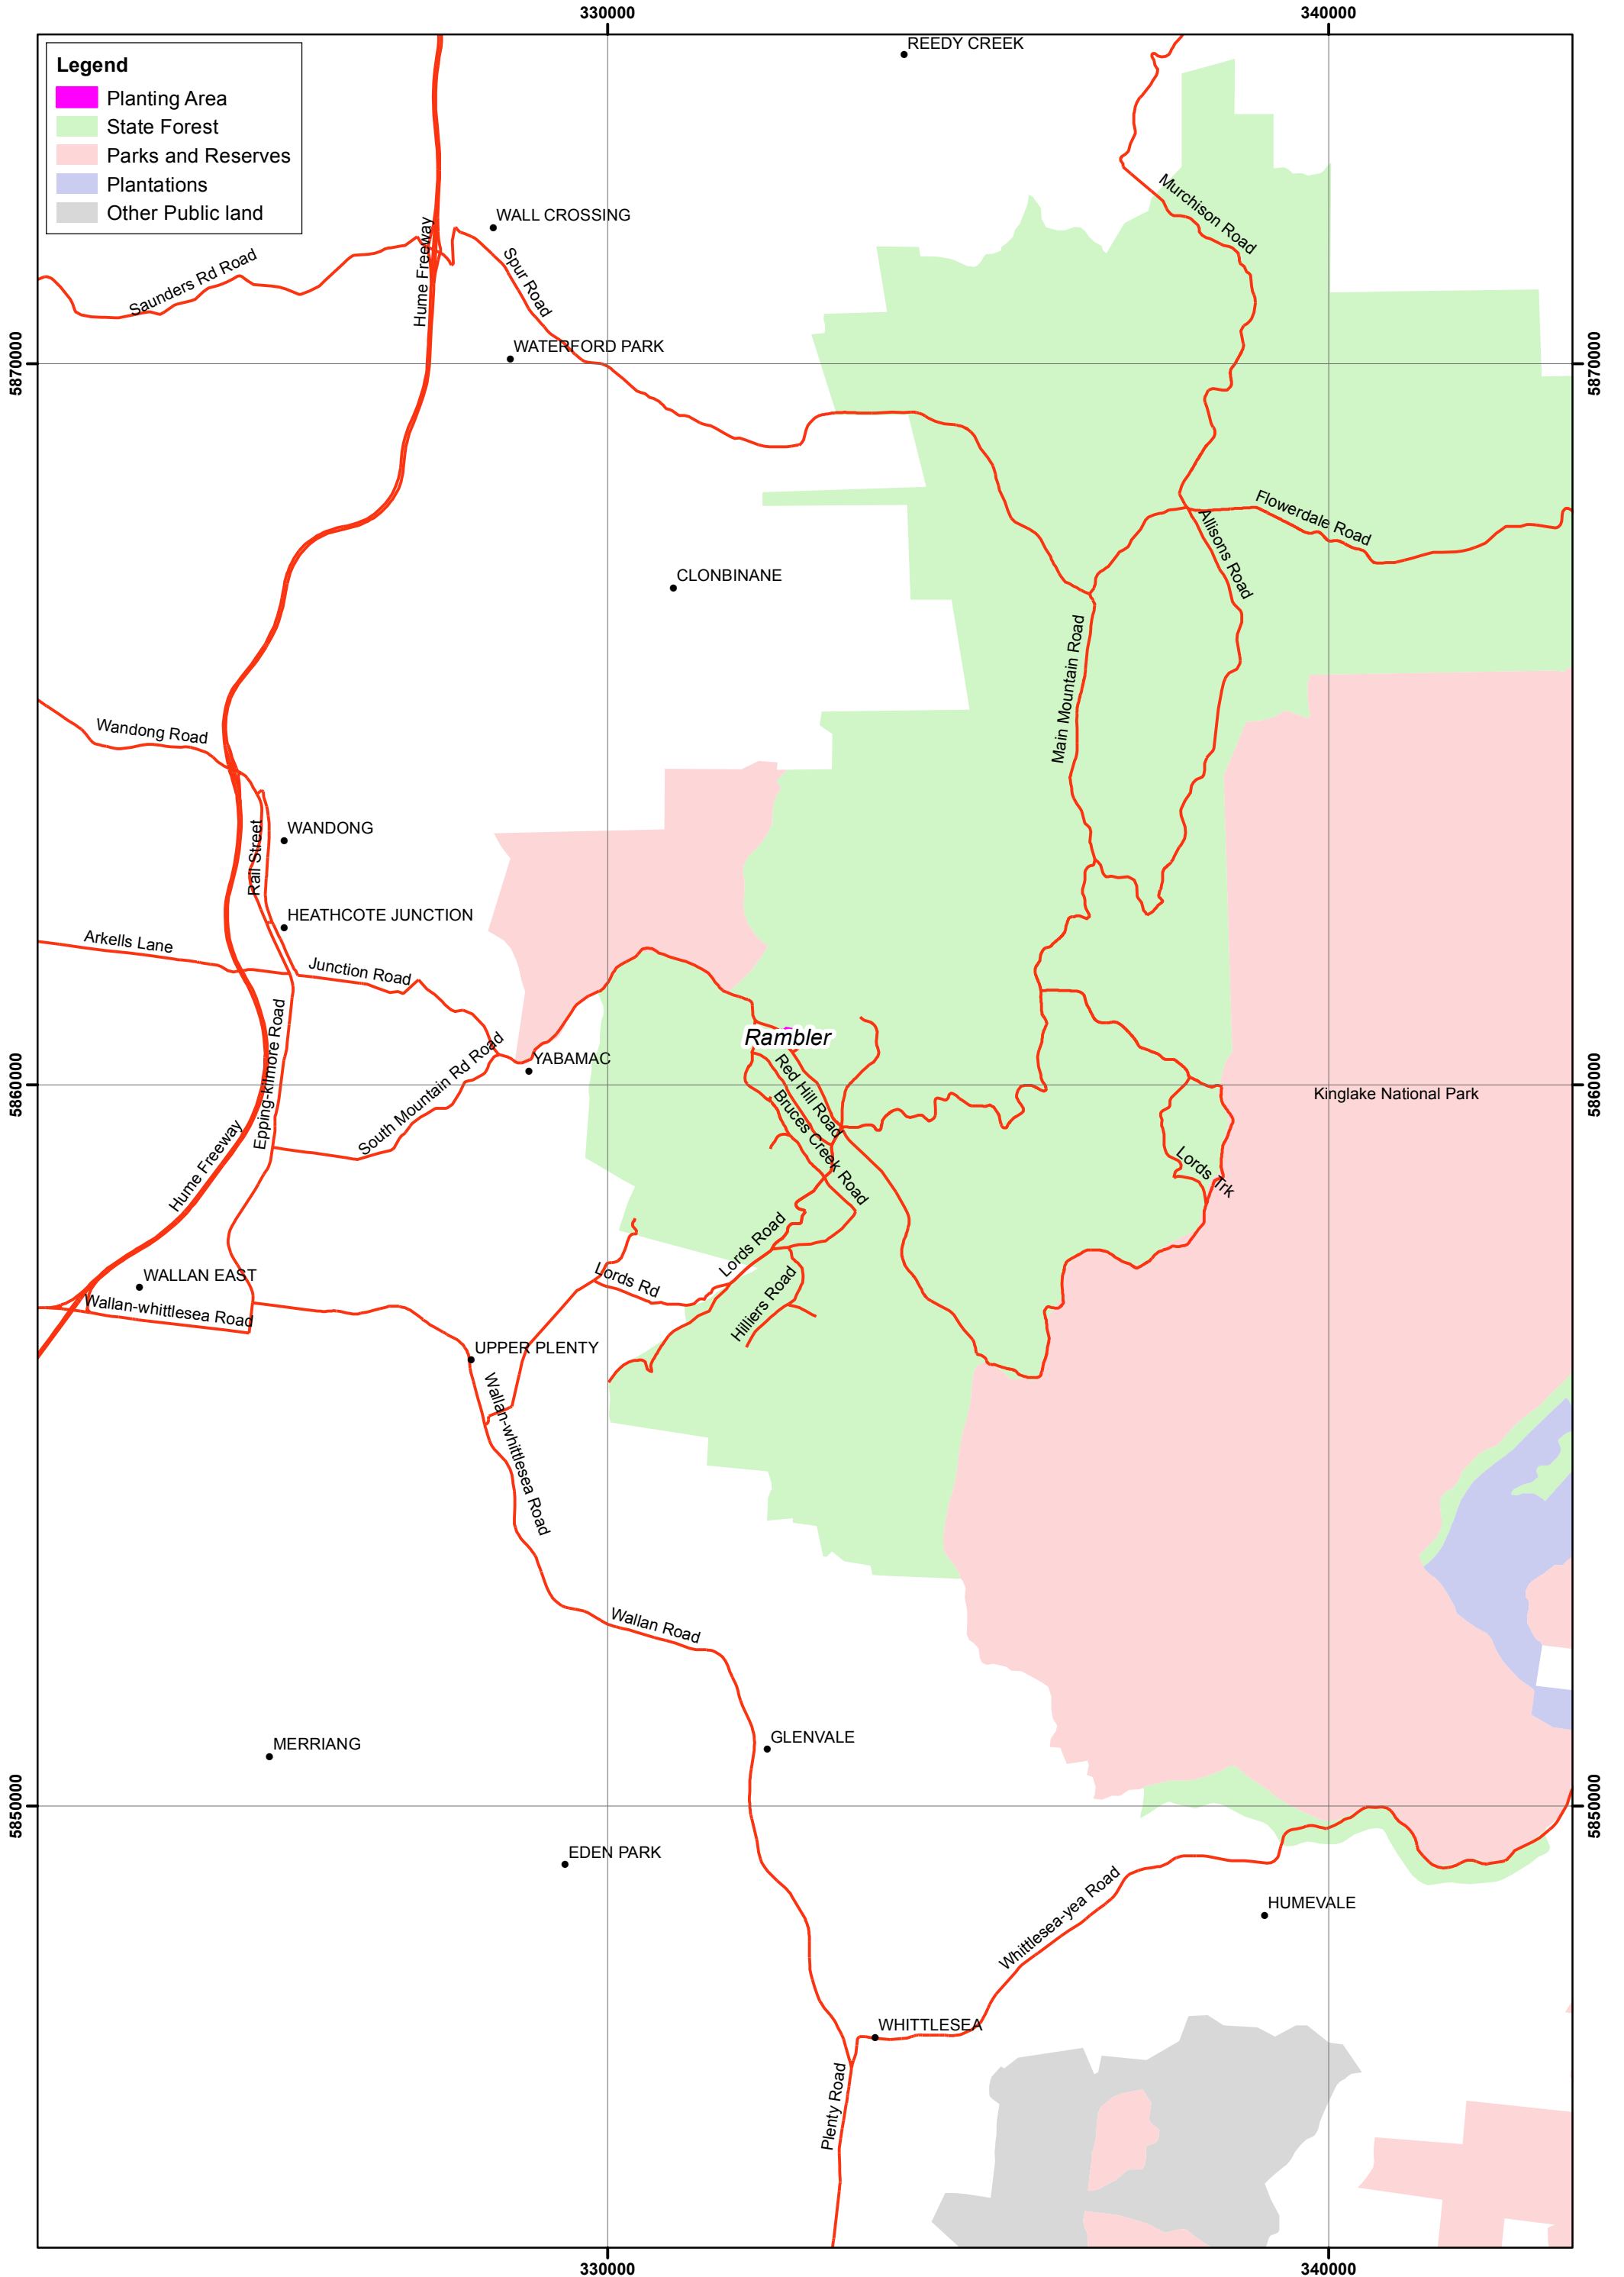 330000
340000
REEDY CREEK
Legend
Planting Area
State Forest
Parks and Reserves
Plantations
Other Public land
Murchison Road
WALL CROSSING
Saunders Rd Road
Hume Freeway
Spur Road
5870000
WATERFORD PARK
5870000
Flowerdale Road
Allisons Road
CLONBINANE
Main Mountain Road
Wandong Road
WANDONG
Rail Street
HEATHCOTE JUNCTION
Arkells Lane
Junction Road
Rambler
Epping-kilmore Road
South Mountain Rd Road
YABAMAC
Red Hill Road
5860000
Kinglake National Park
5860000
Bruces Creek Road
Hume Freeway
Lords Trk
Lords Road
WALLAN EAST
Lords Rd
Hilliers Road
Wallan-whittlesea Road
UPPER PLENTY
Wallan-whittlesea Road
Wallan Road
GLENVALE
MERRIANG
5850000
5850000
EDEN PARK
HUMEVALE
Whittlesea-yea Road
WHITTLESEA
Plenty Road
330000
340000